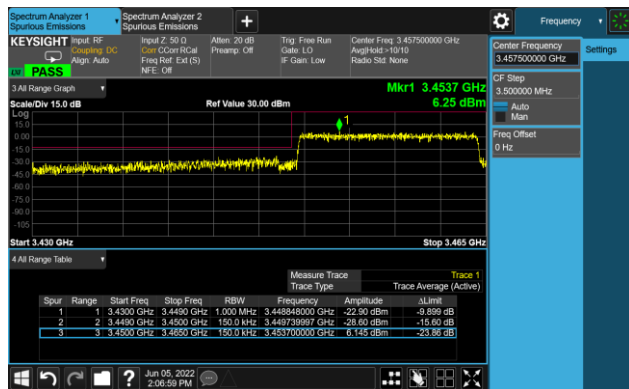 Spectrum Analyzer 1
Spurious Emissions
Spectrum Analyzer 2
Spurious Emissions
Frequency
KEYSIGHT
Input: RF
Coupling: DC
Align: Auto
Input Z: 50 Ω
Corr CCorr RCal
Freq Ref: Ext (S)
NFE: Off
Atten: 20 dB
Preamp: Off
Trig: Free Run
Gate: LO
IF Gain: Low
Center Freq: 3.457500000 GHz
Avg|Hold:>10/10
Radio Std: None
PASS
Center Frequency
3.457500000 GHz
Settings
CF Step
3.500000 MHz
Auto
Man
Freq Offset
0 Hz
3 All Range Graph
Mkr1 3.4537 GHz
Scale/Div 15.0 dB
Ref Value 30.00 dBm
6.25 dBm
Log
1
15.0
0.00
-15.0
-30.0
-45.0
-60.0
-75.0
-90.0
-105
Start 3.430 GHz
Stop 3.465 GHz
4 All Range Table
Measure Trace Trace 1
Trace Type Trace Average (Active)
Spur Range Start Freq Stop Freq RBW Frequency Amplitude ΔLimit
1 1 3.4300 GHz 3.4490 GHz 1.000 MHz 3.448848000 GHz -22.90 dBm -9.899 dB
2 2 3.4490 GHz 3.4500 GHz 150.0 kHz 3.449739997 GHz -28.60 dBm -15.60 dB
3 3 3.4500 GHz 3.4650 GHz 150.0 kHz 3.453700000 GHz 6.145 dBm -23.86 dB
Jun 05, 2022
2:06:59 PM